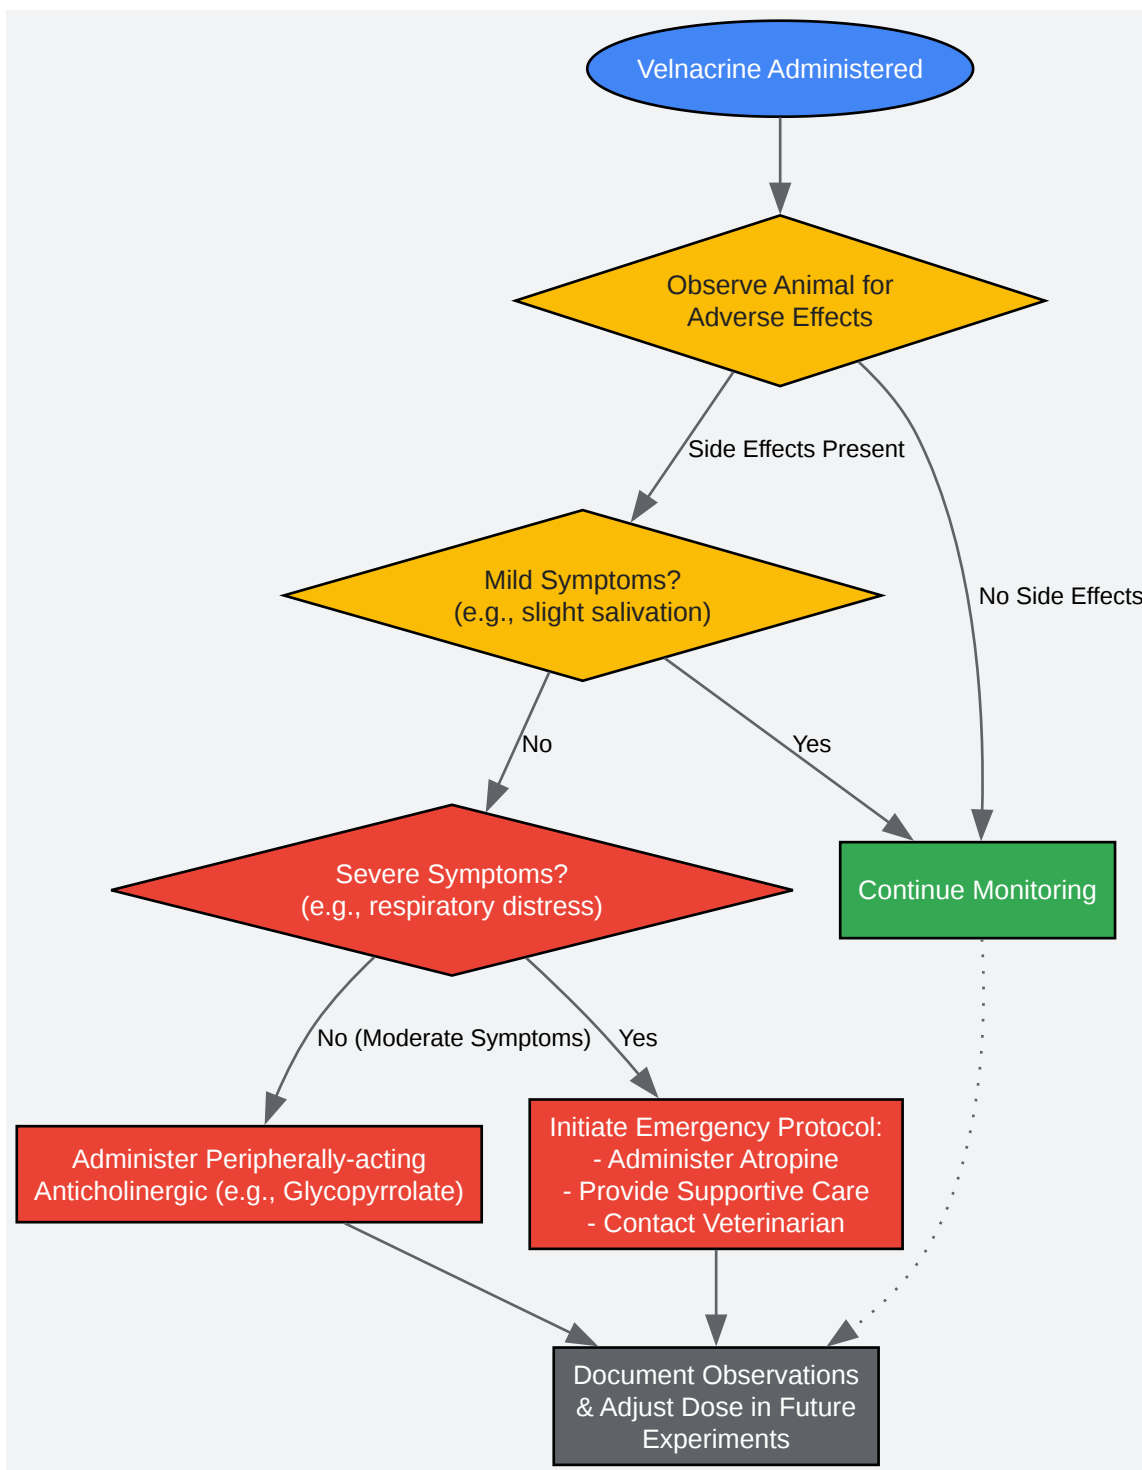 Velnacrine Administered
Observe Animal for
Adverse Effects
Side Effects Present
Mild Symptoms?
(e.g., slight salivation)
No Side Effects
No
Yes
Severe Symptoms?
(e.g., respiratory distress)
Continue Monitoring
No (Moderate Symptoms)
Yes
Administer Peripherally-acting
Anticholinergic (e.g., Glycopyrrolate)
Initiate Emergency Protocol:
- Administer Atropine
- Provide Supportive Care
- Contact Veterinarian
Document Observations
& Adjust Dose in Future
Experiments